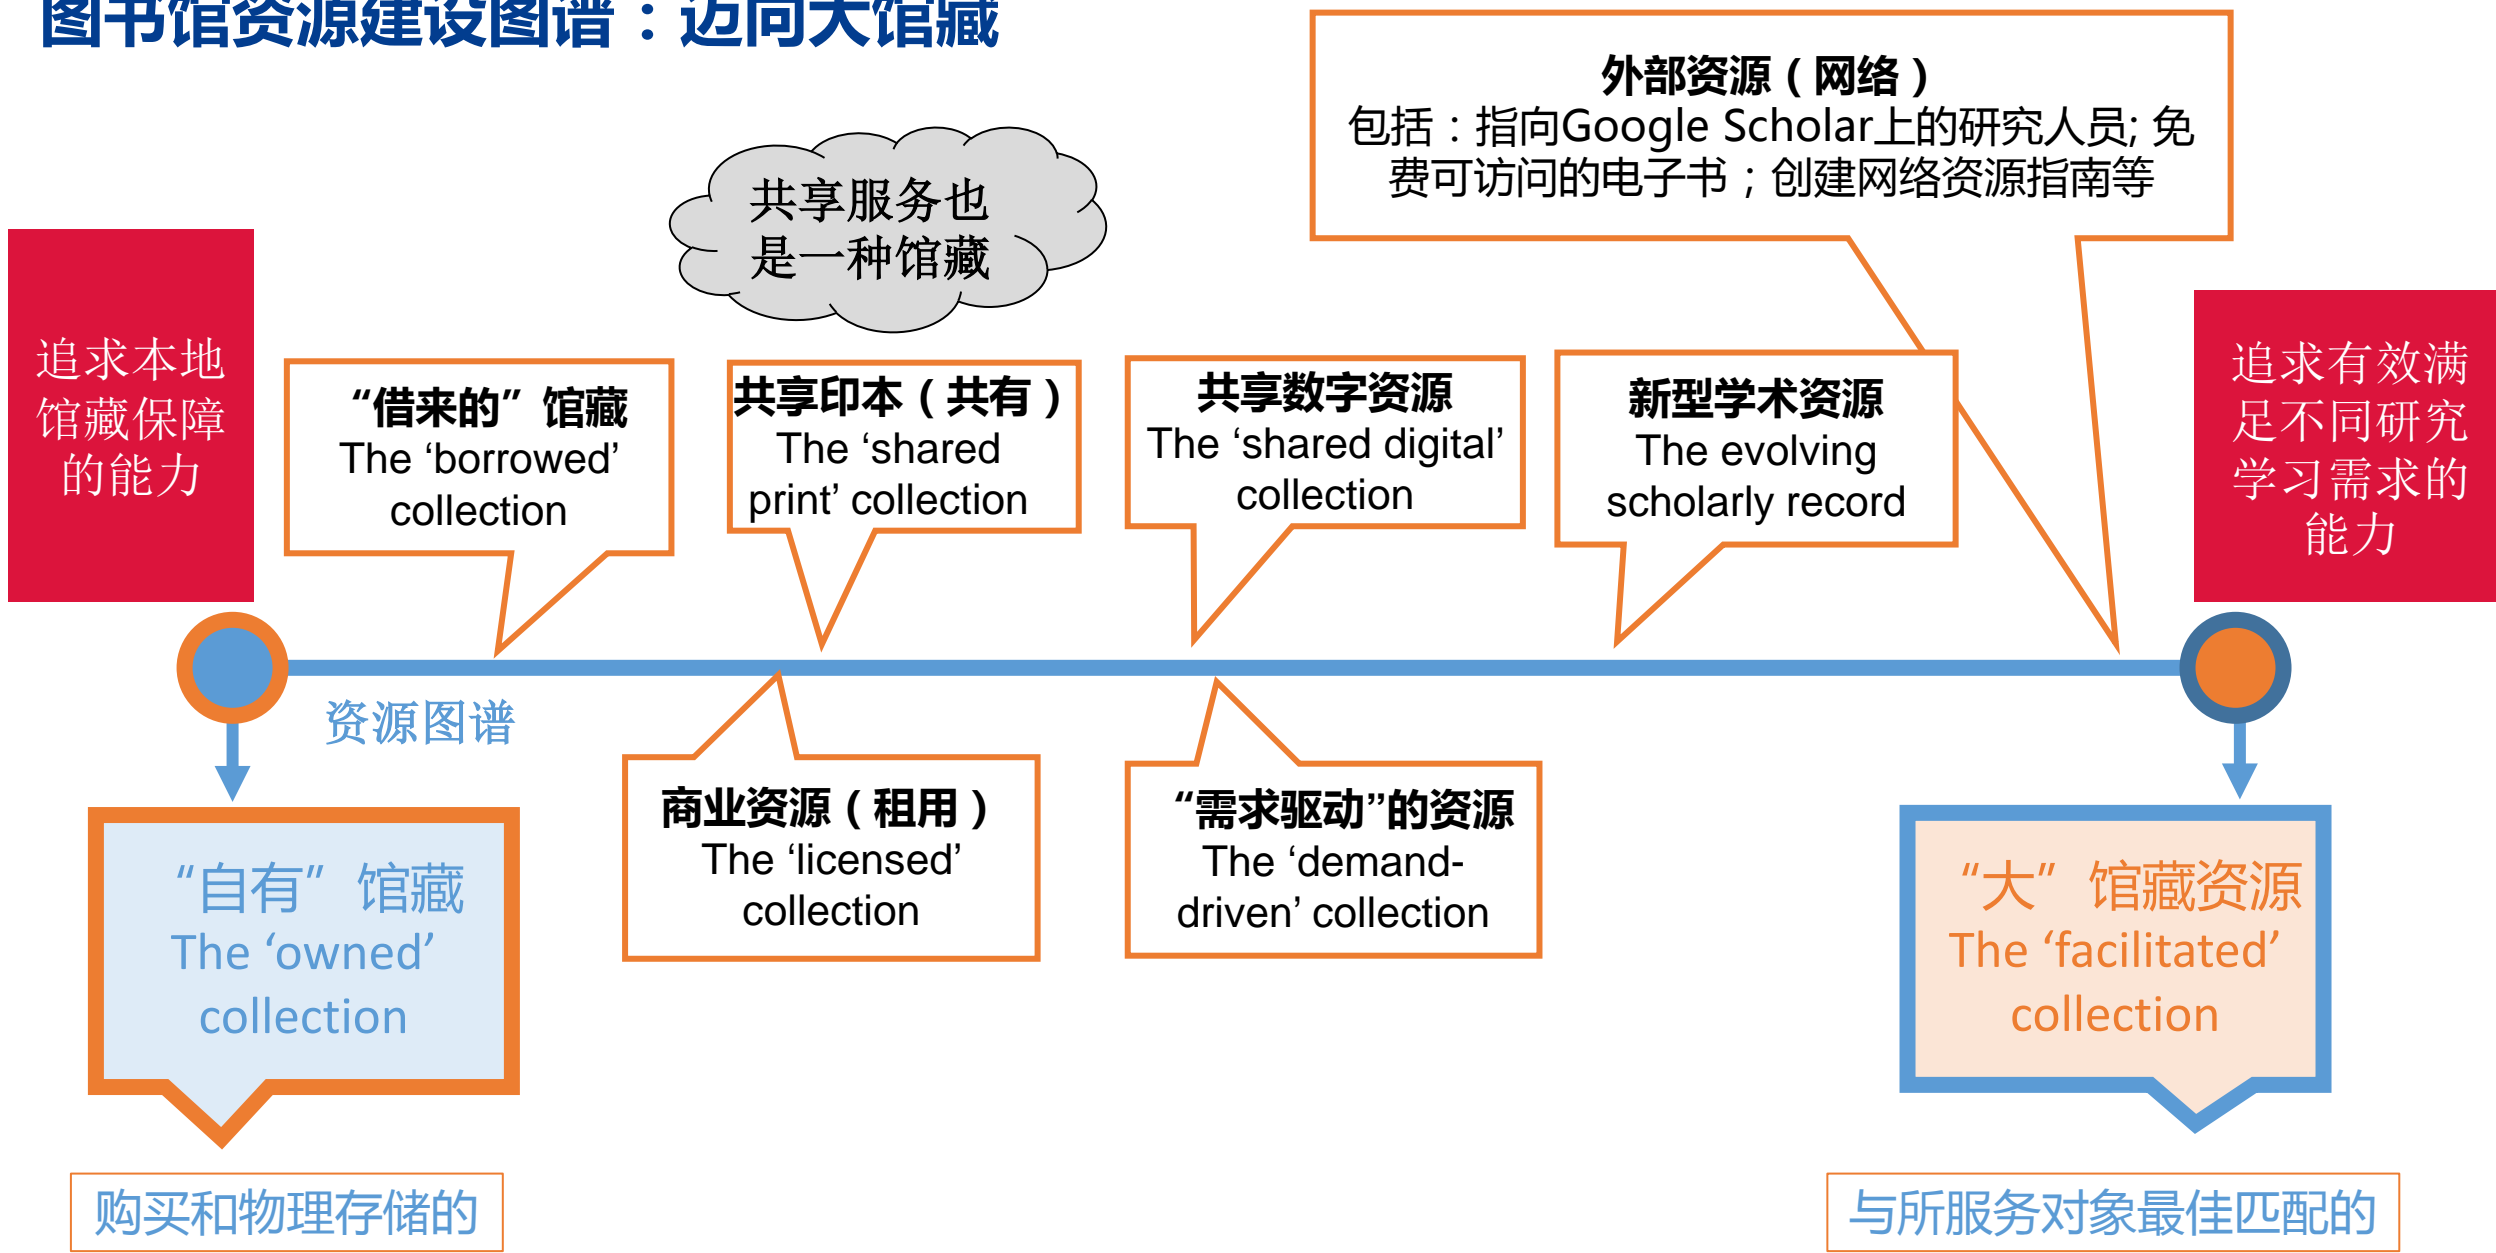 图书馆资源建设图谱：迈向大馆藏
外部资源（网络）
包括：指向Google Scholar上的研究人员; 免
费可访问的电子书 ；创建网络资源指南等
共享服务也
是一种馆藏
追求本地
馆藏保障
的能力
“借来的”馆藏
The ‘borrowed’
collection
共享印本（共有）
The ‘shared
print’ collection
共享数字资源
The ‘shared digital’
collection
新型学术资源
The evolving
scholarly record
追求有效满
足不同研究
学习需求的
能力
资源图谱
商业资源（租用）
The ‘licensed’
collection
“需求驱动”的资源
The ‘demand-
driven’ collection
“自有”馆藏
The ‘owned’
collection
“大”馆藏资源
The ‘facilitated’
collection
购买和物理存储的
与所服务对象最佳匹配的